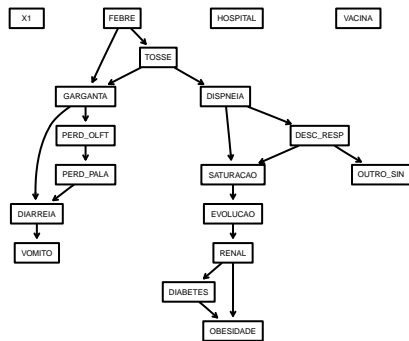 X1 FEBRE HOSPITAL VACINA
TOSSE
GARGANTA DISPNEIA
PERD_OLFT DESC_RESP
PERD_PALA SATURACAO OUTRO_SIN
DIARREIA EVOLUCAO
VOMITO RENAL
DIABETES
OBESIDADE